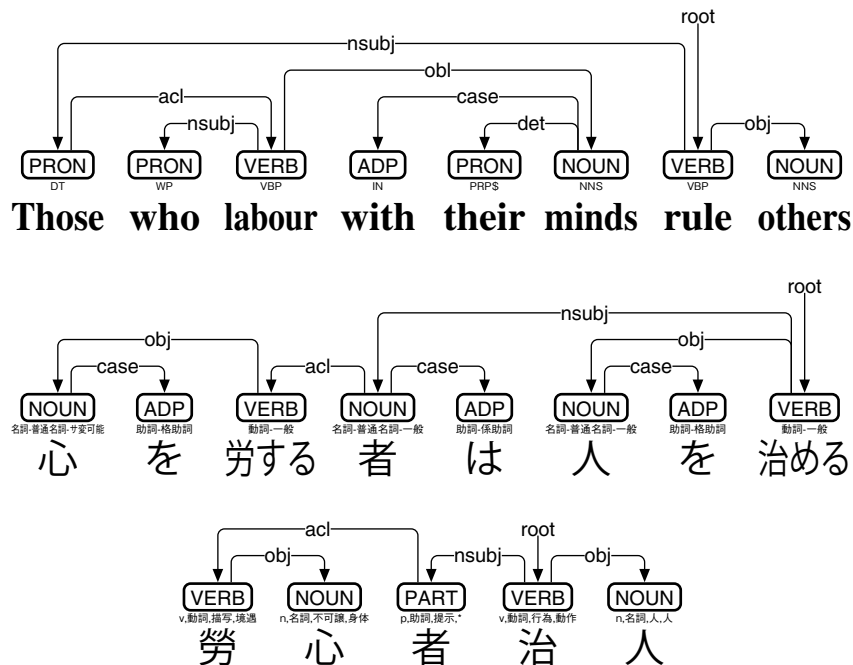 root
nsubj
obl
acl case
nsubj det obj
PRON PRON VERB ADP PRON NOUN VERB NOUN
DT WP VBP IN PRP$ NNS VBP NNS
Those who labour with their minds rule others
root
nsubj
obj obj
case acl case case
NOUN ADP VERB NOUN ADP NOUN ADP VERB
名詞-普通名詞-サ変可能 助詞-格助詞 動詞-一般 名詞-普通名詞-一般 助詞-係助詞 名詞-普通名詞-一般 助詞-格助詞 動詞-一般
心 を 労する 者 は 人 を 治める
acl root
obj nsubj obj
VERB NOUN PART VERB NOUN
v,動詞,描写,境遇 n,名詞,不可譲,身体 p,助詞,提示,* v,動詞,行為,動作 n,名詞,人,人
勞 心 者 治 人